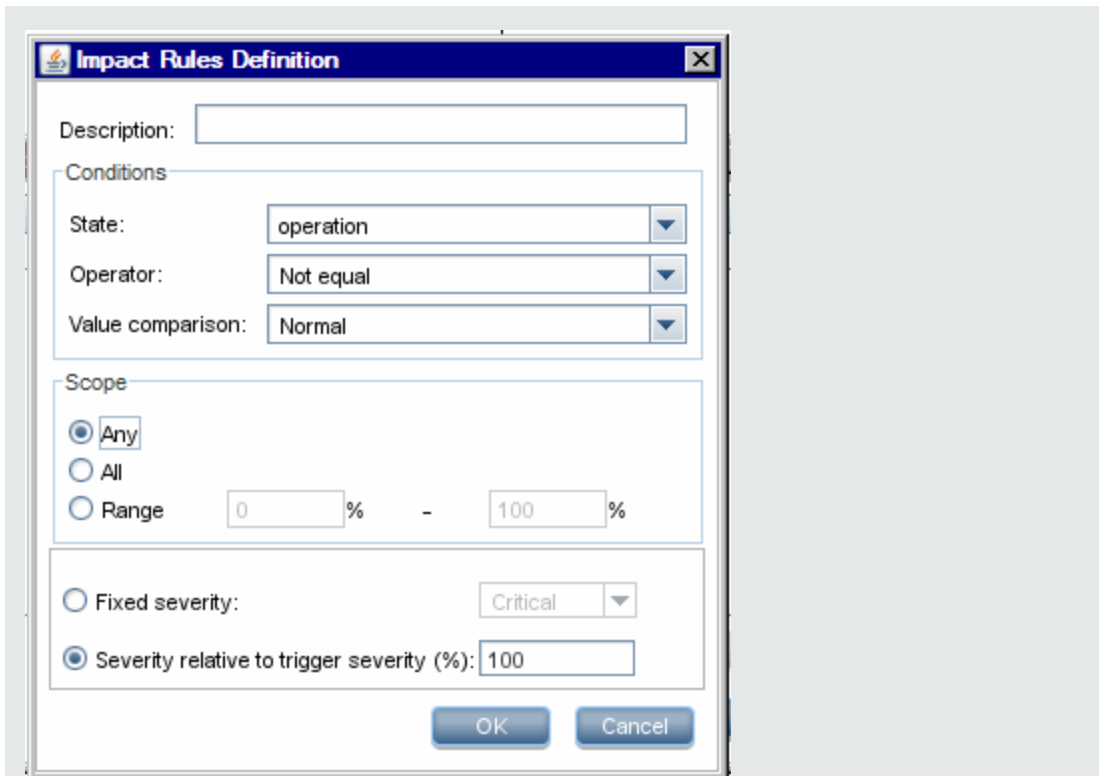 Impact Rules Definition
Description:
Conditions
State: operation
Operator: Not equal
Value comparison: Normal
Scope
Any
All
Range 0 % - 100 %
Fixed severity: Critical
Severity relative to trigger severity (%): 100
OK Cancel